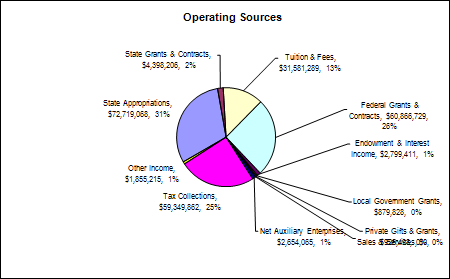 Operating Sources
State Grants & Contracts,
$4,398,206, 2%
Tuition & Fees,
$31,581,289, 13%
State Appropriations,
$72,719,068, 31%
Federal Grants &
Contracts, $60,866,729,
26%
Endowment & Interest
Income, $2,799,411, 1%
Other Income,
$1,855,215, 1%
Tax Collections,
$59,349,862, 25%
Local Government Grants,
$879,828, 0%
Net Auxiliary Enterprises,
$2,654,065, 1%
Private Gifts & Grants,
Sales & 0%